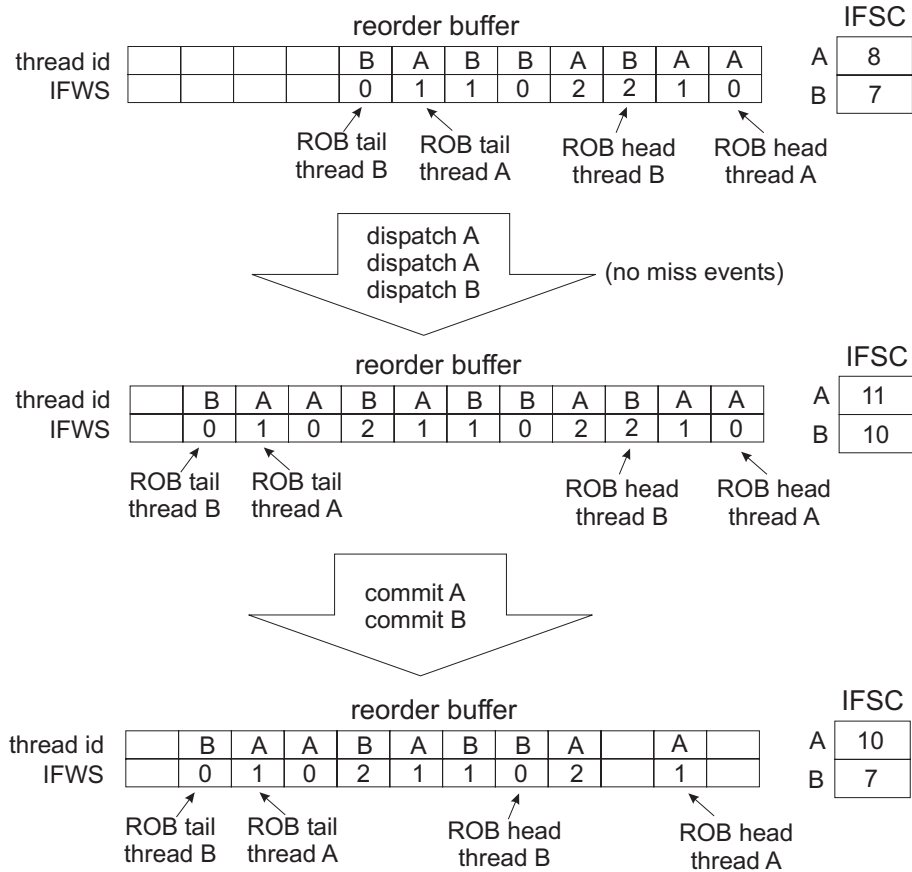 reorder buffer IFSC
thread id B A B B A B A A A 8
IFWS 0 1 1 0 2 2 1 0 B 7
ROB tail thread B
ROB tail thread A
ROB head thread B
ROB head thread A
dispatch A
dispatch A
dispatch B
(no miss events)
reorder buffer IFSC
thread id B A A B A B B A B A A A 11
IFWS 0 1 0 2 1 1 0 2 2 1 0 B 10
ROB tail thread B
ROB tail thread A
ROB head thread B
ROB head thread A
commit A
commit B
reorder buffer IFSC
thread id B A A B A B B A A A 10
IFWS 0 1 0 2 1 1 0 2 1 B 7
ROB tail thread B
ROB tail thread A
ROB head thread B
ROB head thread A